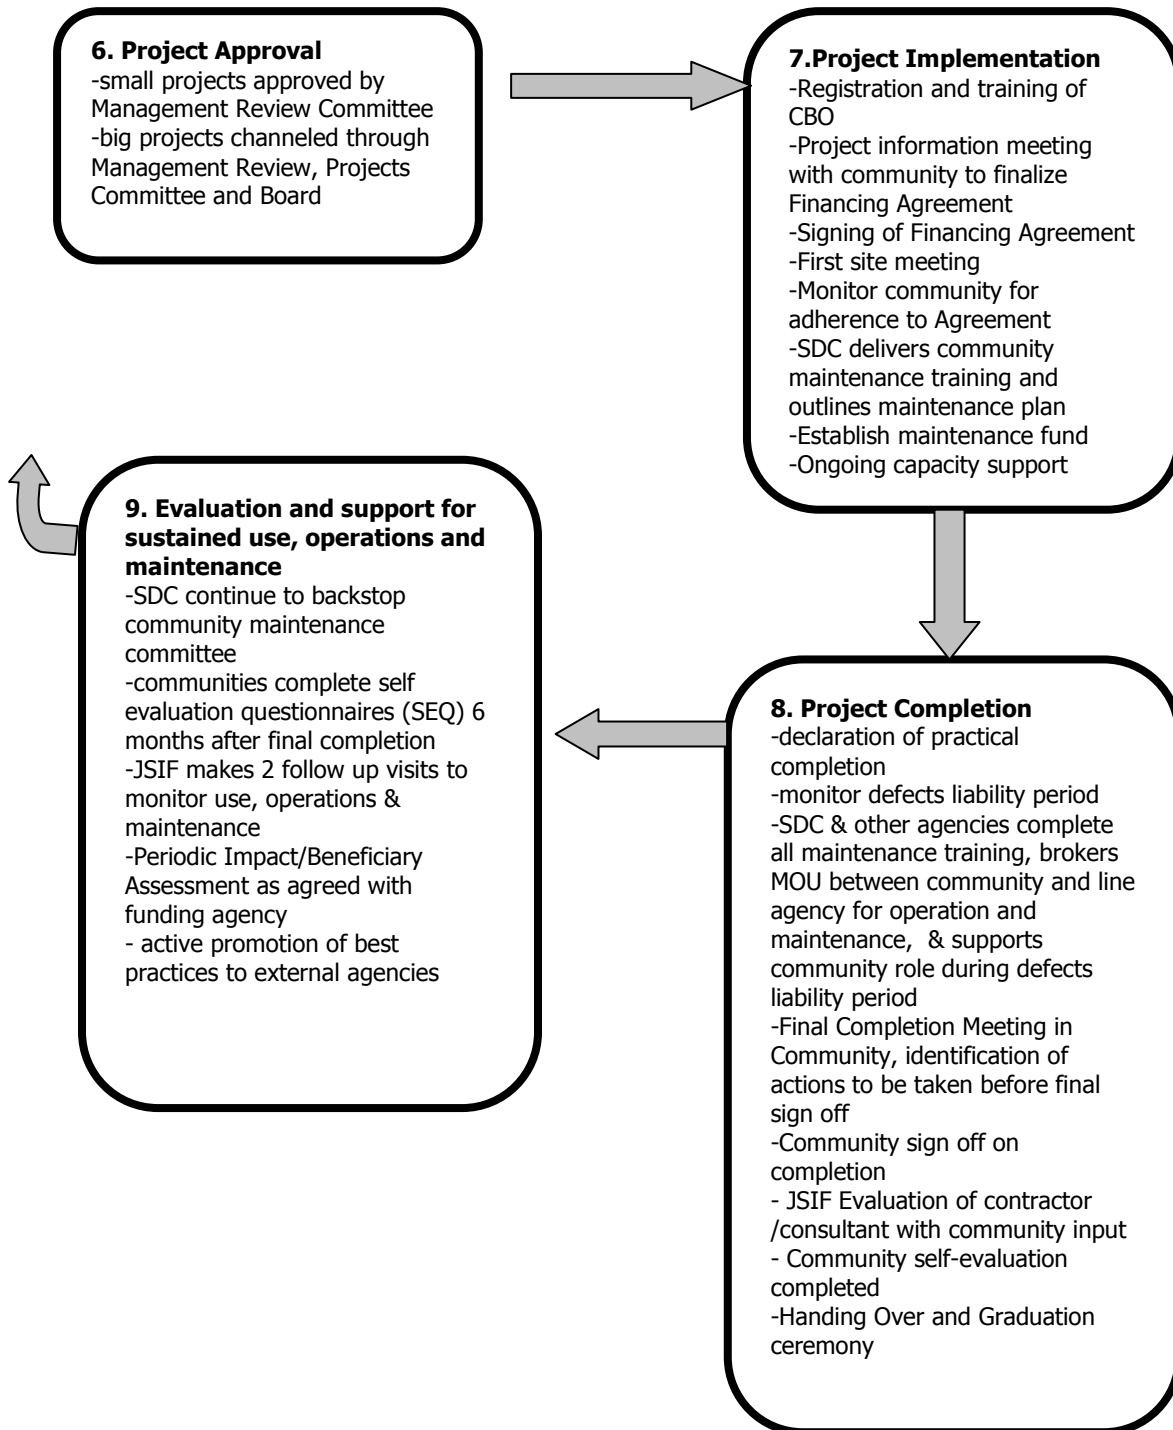 6. Project Approval
-small projects approved by
Management Review Committee
-big projects channeled through
Management Review, Projects
Committee and Board
7.Project Implementation
-Registration and training of
CBO
-Project information meeting
with community to finalize
Financing Agreement
-Signing of Financing Agreement
-First site meeting
-Monitor community for
adherence to Agreement
-SDC delivers community
maintenance training and
outlines maintenance plan
-Establish maintenance fund
-Ongoing capacity support
8. Project Completion
-declaration of practical
completion
-monitor defects liability period
-SDC & other agencies complete
all maintenance training, brokers
MOU between community and line
agency for operation and
maintenance,  & supports
community role during defects
liability period
-Final Completion Meeting in
Community, identification of
actions to be taken before final
sign off
-Community sign off on
completion
- JSIF Evaluation of contractor
/consultant with community input
- Community self-evaluation
completed
-Handing Over and Graduation
ceremony
9. Evaluation and support for
sustained use, operations and
maintenance
-SDC continue to backstop
community maintenance
committee
-communities complete self
evaluation questionnaires (SEQ) 6
months after final completion
-JSIF makes 2 follow up visits to
monitor use, operations &
maintenance
-Periodic Impact/Beneficiary
Assessment as agreed with
funding agency
- active promotion of best
practices to external agencies